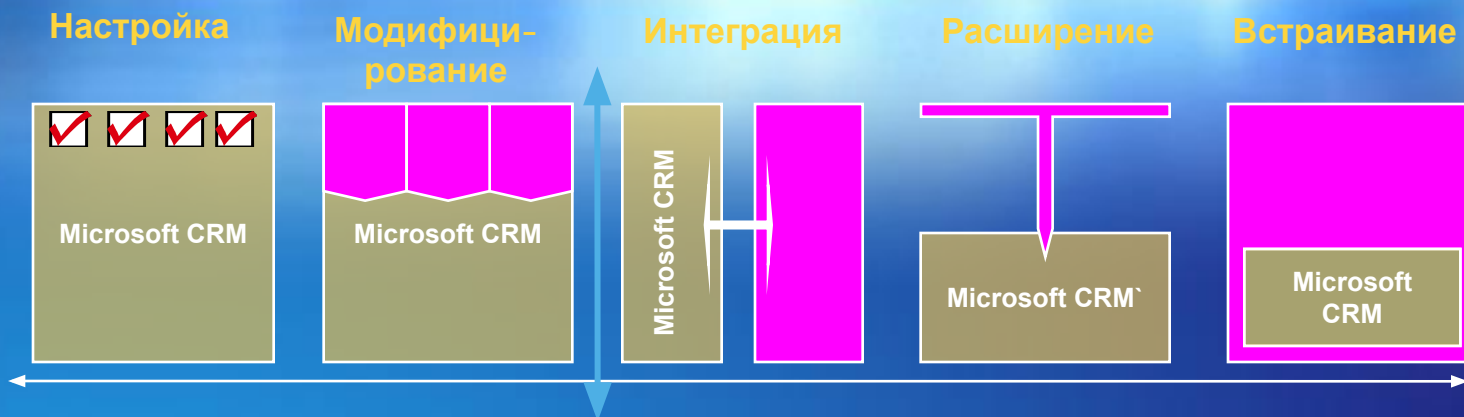 Настройка
Модифици-
рование
Интеграция
Расширение
Встраивание
Microsoft CRM
Microsoft CRM
Microsoft CRM
Microsoft CRM`
Microsoft
CRM